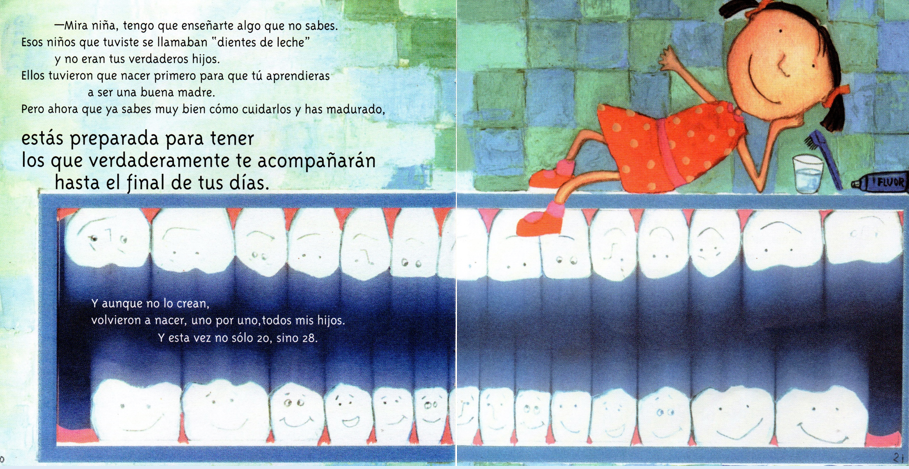 —Mira niña, tengo que enseñarte algo que no sabes.
Esos niños que tuviste se llamaban "dientes de leche"
y no eran tus verdaderos hijos.
Ellos tuvieron que nacer primero para que tú aprendieras
a ser una buena madre.
Pero ahora que ya sabes muy bien cómo cuidarlos y has madurado,
estás preparada para tener
los que verdaderamente te acompañarán
hasta el final de tus días.
FLUOR
Y aunque no lo crean,
volvieron a nacer, uno por uno,todos mis hijos.
Y esta vez no sólo 20, sino 28.
0
21